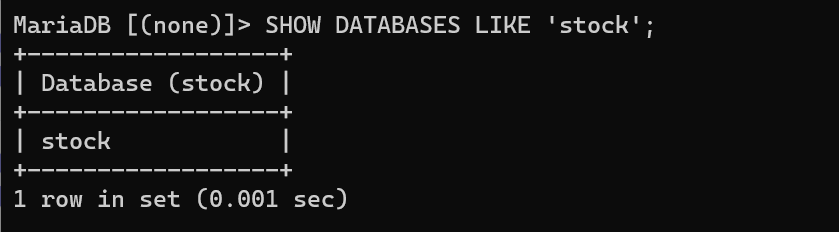 MariaDB [(none)]> SHOW DATABASES LIKE 'stock';
+------------------+
| Database (stock) |
+------------------+
| stock            |
+------------------+
1 row in set (0.001 sec)